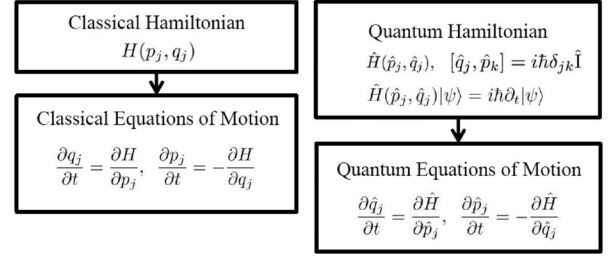 Classical Hamiltonian
H(p_j, q_j)
Classical Equations of Motion
∂q_j/∂t = ∂H/∂p_j, ∂p_j/∂t = −∂H/∂q_j
Quantum Hamiltonian
Ĥ(p̂_j, q̂_j), [q̂_j, p̂_k] = iħδ_jk Î
Ĥ(p̂_j, q̂_j)|ψ⟩ = iħ∂_t|ψ⟩
Quantum Equations of Motion
∂q̂_j/∂t = ∂Ĥ/∂p̂_j, ∂p̂_j/∂t = −∂Ĥ/∂q̂_j